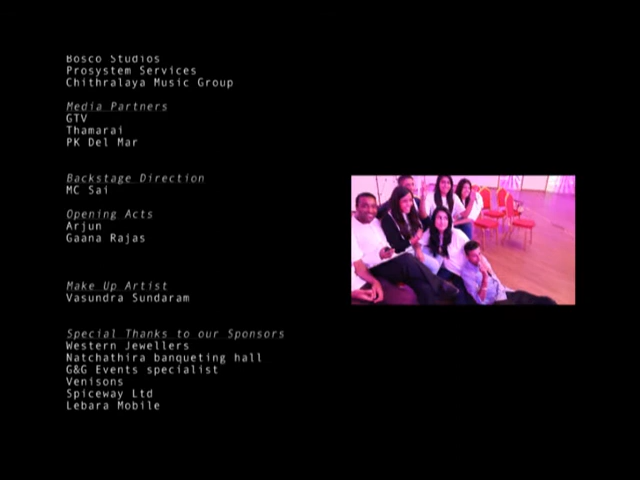 Bosco Studios
Prosystem Services
Chithralaya Music Group
Media Partners
GTV
Thamarai
PK Del Mar
Backstage Direction
MC Sai
Opening Acts
Arjun
Gaana Rajas
Make Up Artist
Vasundra Sundaram
Special Thanks to our Sponsors
Western Jewellers
Natchathira banqueting hall
G&G Events specialist
Venisons
Spiceway Ltd
Lebara Mobile